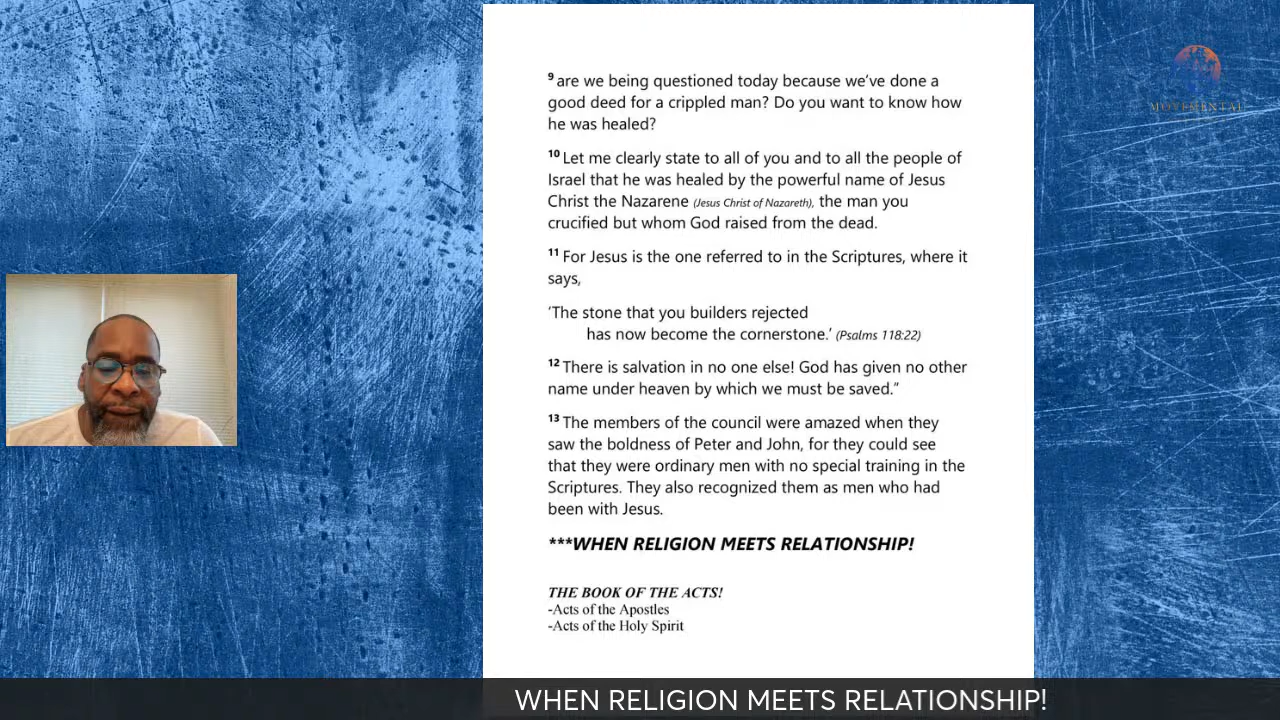 ⁹ are we being questioned today because we've done a
good deed for a crippled man? Do you want to know how
he was healed?
¹⁰ Let me clearly state to all of you and to all the people of
Israel that he was healed by the powerful name of Jesus
Christ the Nazarene (Jesus Christ of Nazareth), the man you
crucified but whom God raised from the dead.
¹¹ For Jesus is the one referred to in the Scriptures, where it
says,
‘The stone that you builders rejected
has now become the cornerstone.’ (Psalms 118:22)
¹² There is salvation in no one else! God has given no other
name under heaven by which we must be saved.”
¹³ The members of the council were amazed when they
saw the boldness of Peter and John, for they could see
that they were ordinary men with no special training in the
Scriptures. They also recognized them as men who had
been with Jesus.
***WHEN RELIGION MEETS RELATIONSHIP!
THE BOOK OF THE ACTS!
-Acts of the Apostles
-Acts of the Holy Spirit
MOVEMENTAL
WHEN RELIGION MEETS RELATIONSHIP!